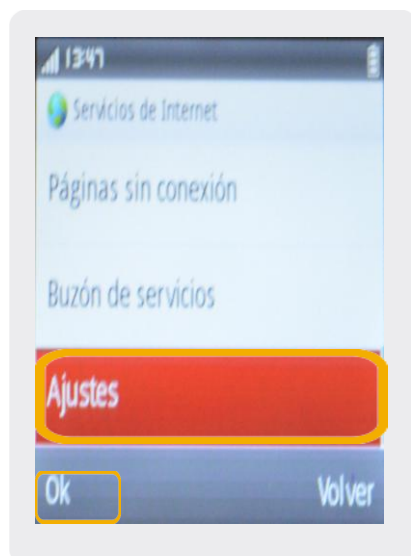 13:47
Servicios de Internet
Páginas sin conexión
Buzón de servicios
Ajustes
Ok Volver